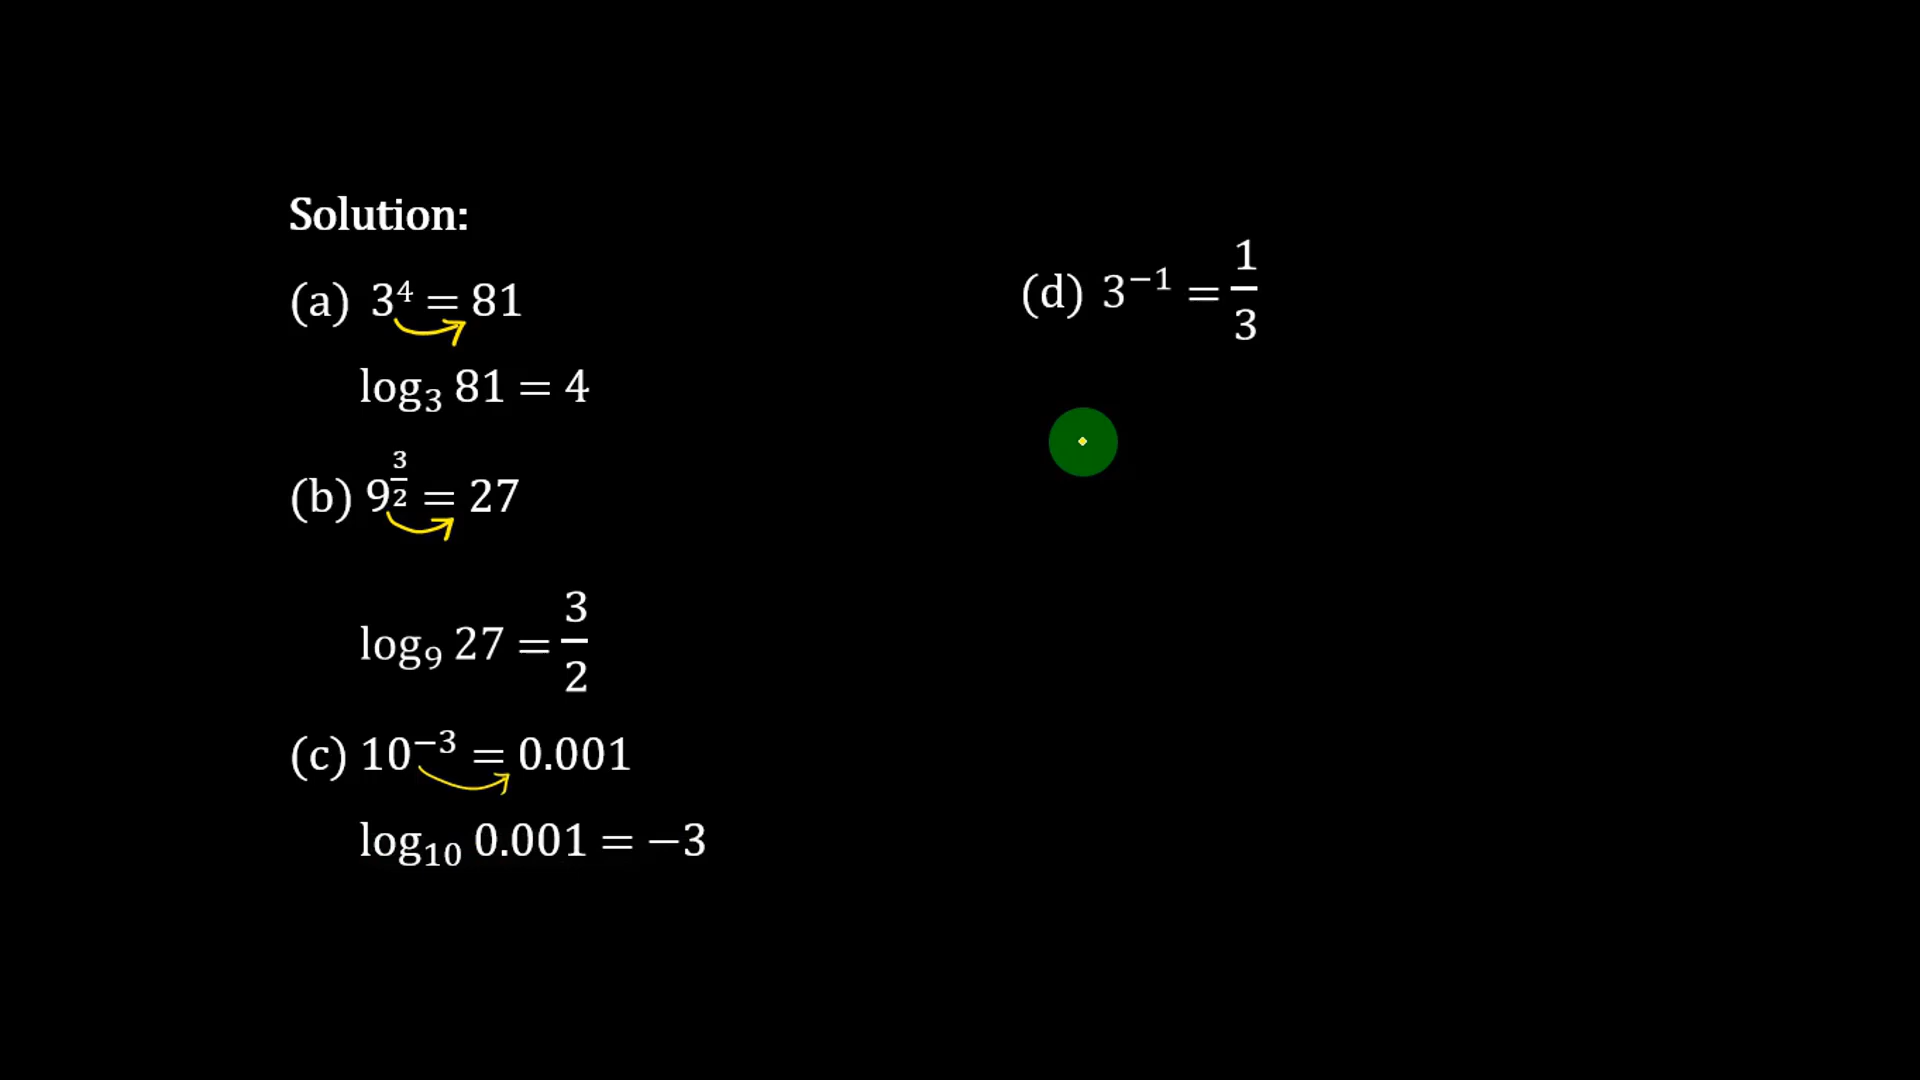 Solution:
(a) 3⁴ = 81
log₃ 81 = 4
(b) 9^(3/2) = 27
log₉ 27 = 3/2
(c) 10⁻³ = 0.001
log₁₀ 0.001 = −3
(d) 3⁻¹ = 1/3